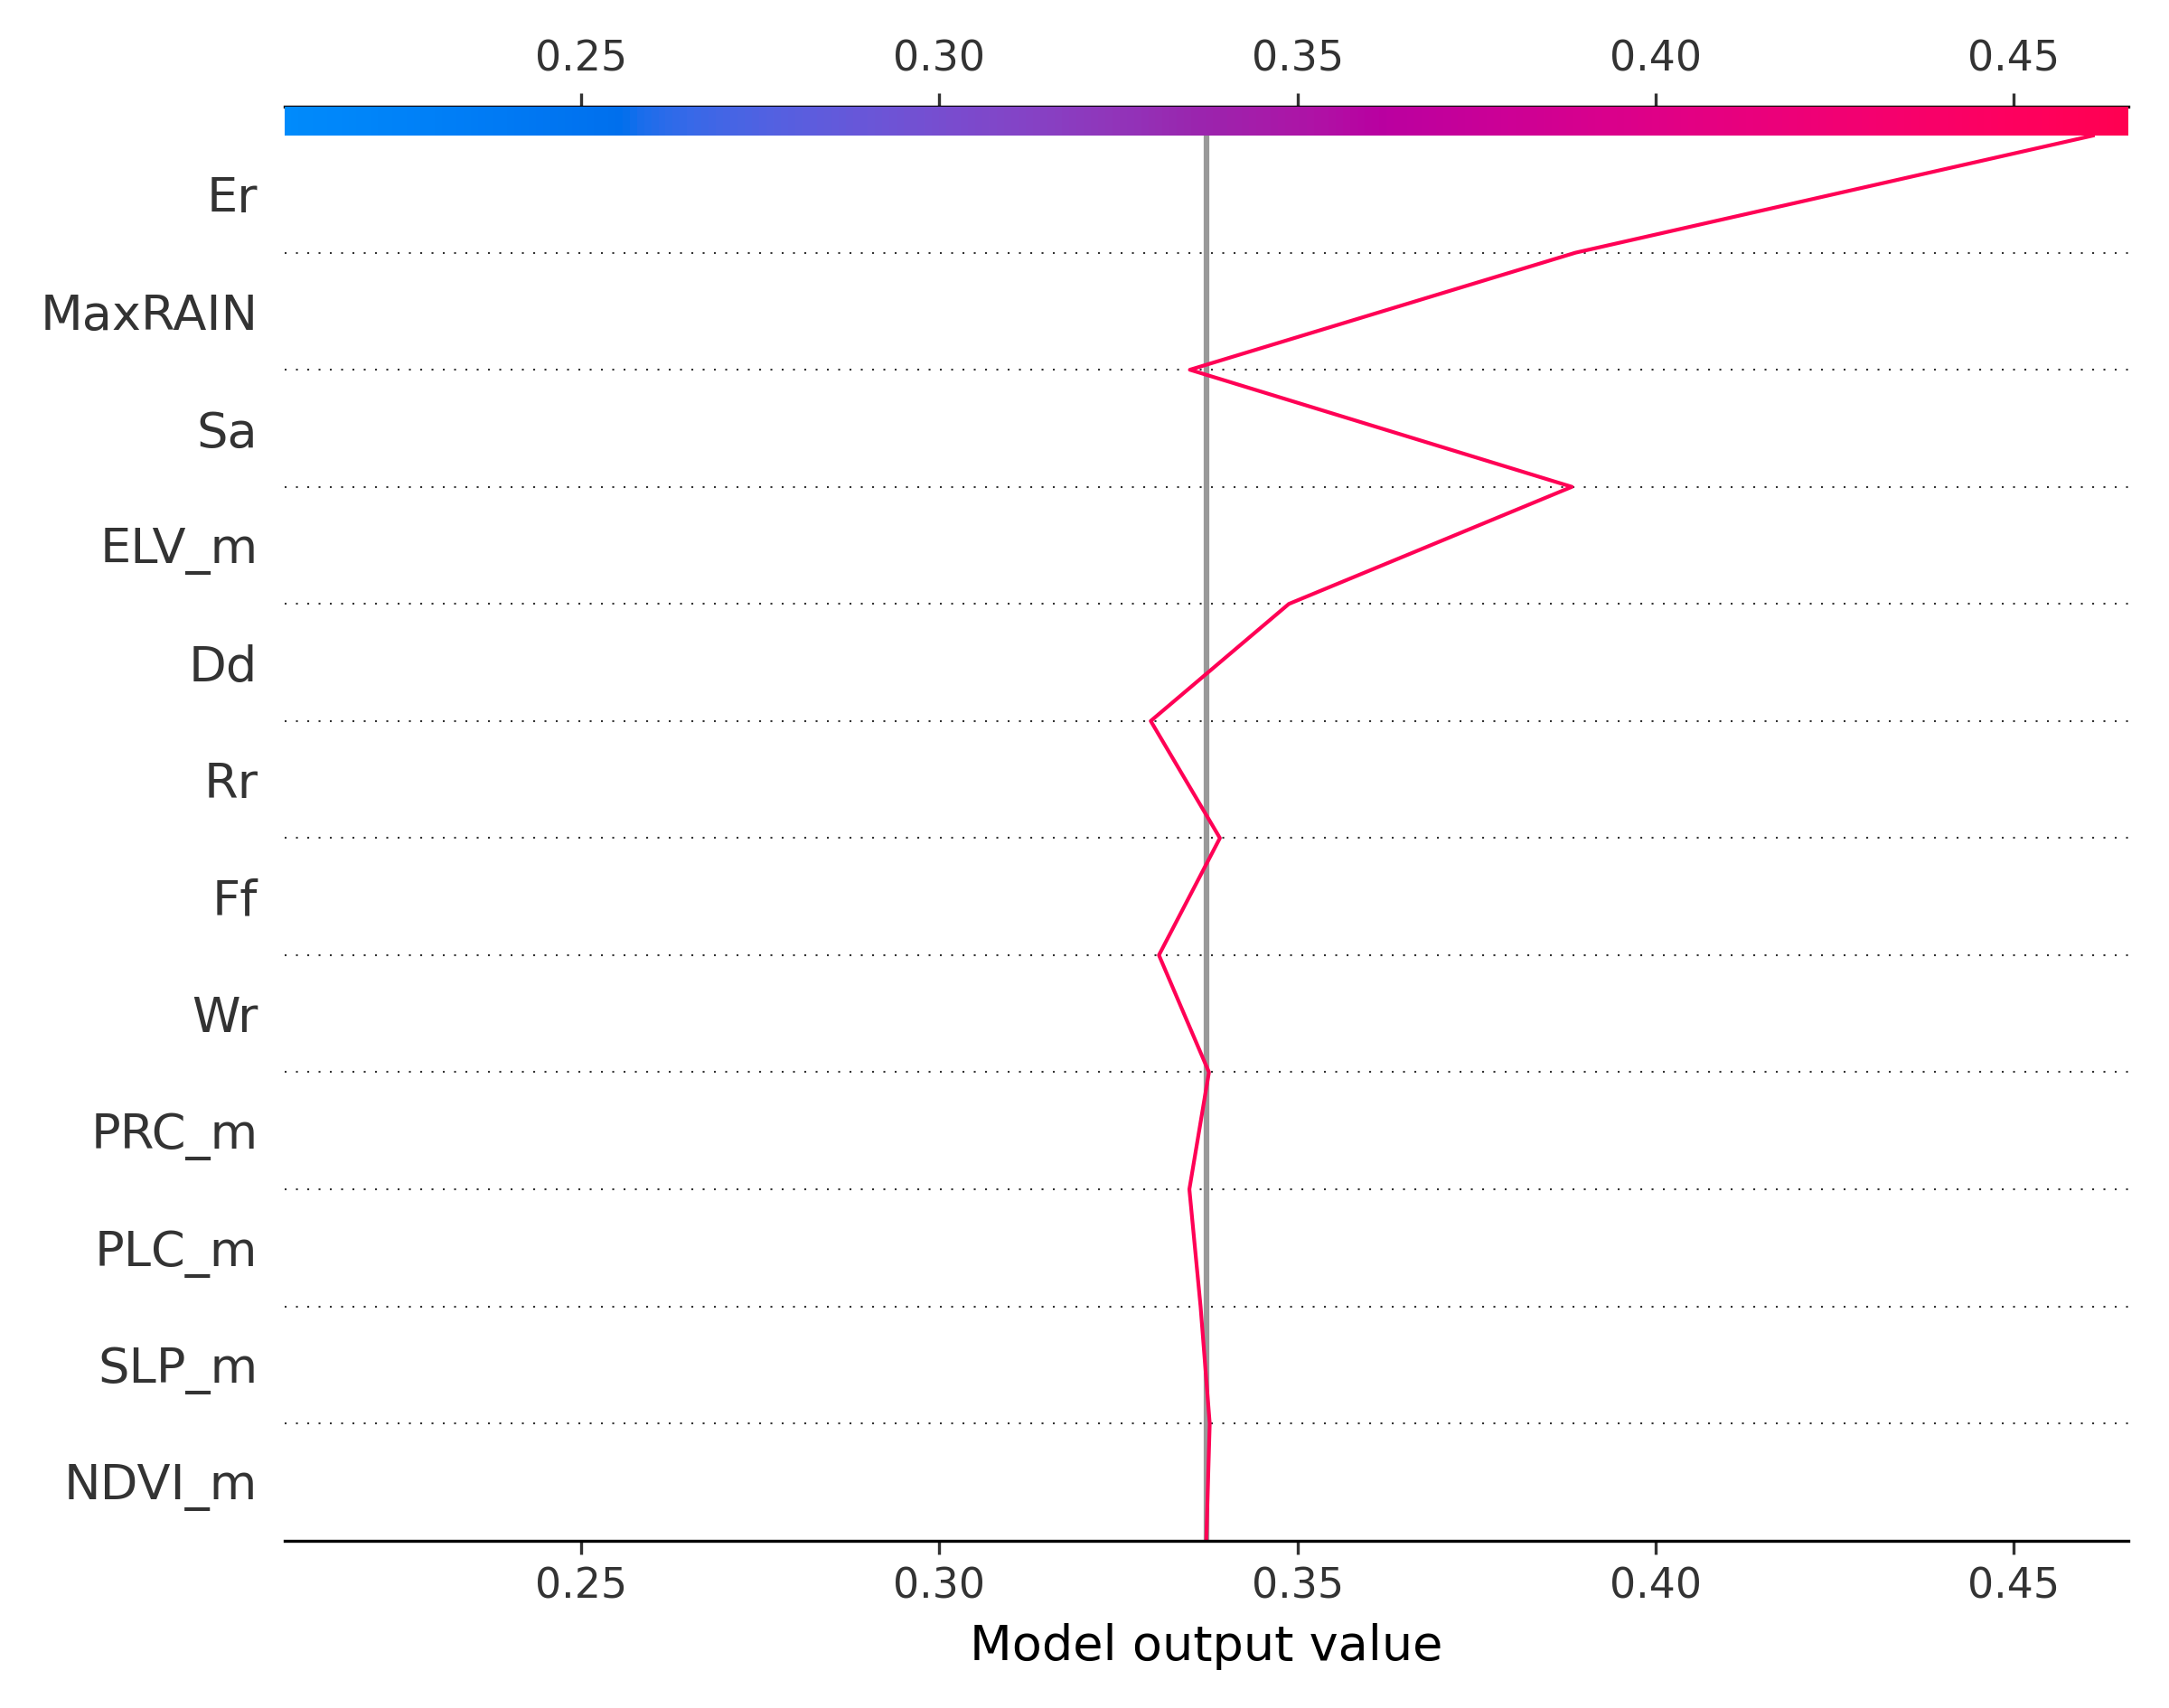 0.25 0.30 0.35 0.40 0.45
Er
MaxRAIN
Sa
ELV_m
Dd
Rr
Ff
Wr
PRC_m
PLC_m
SLP_m
NDVI_m
0.25 0.30 0.35 0.40 0.45
Model output value